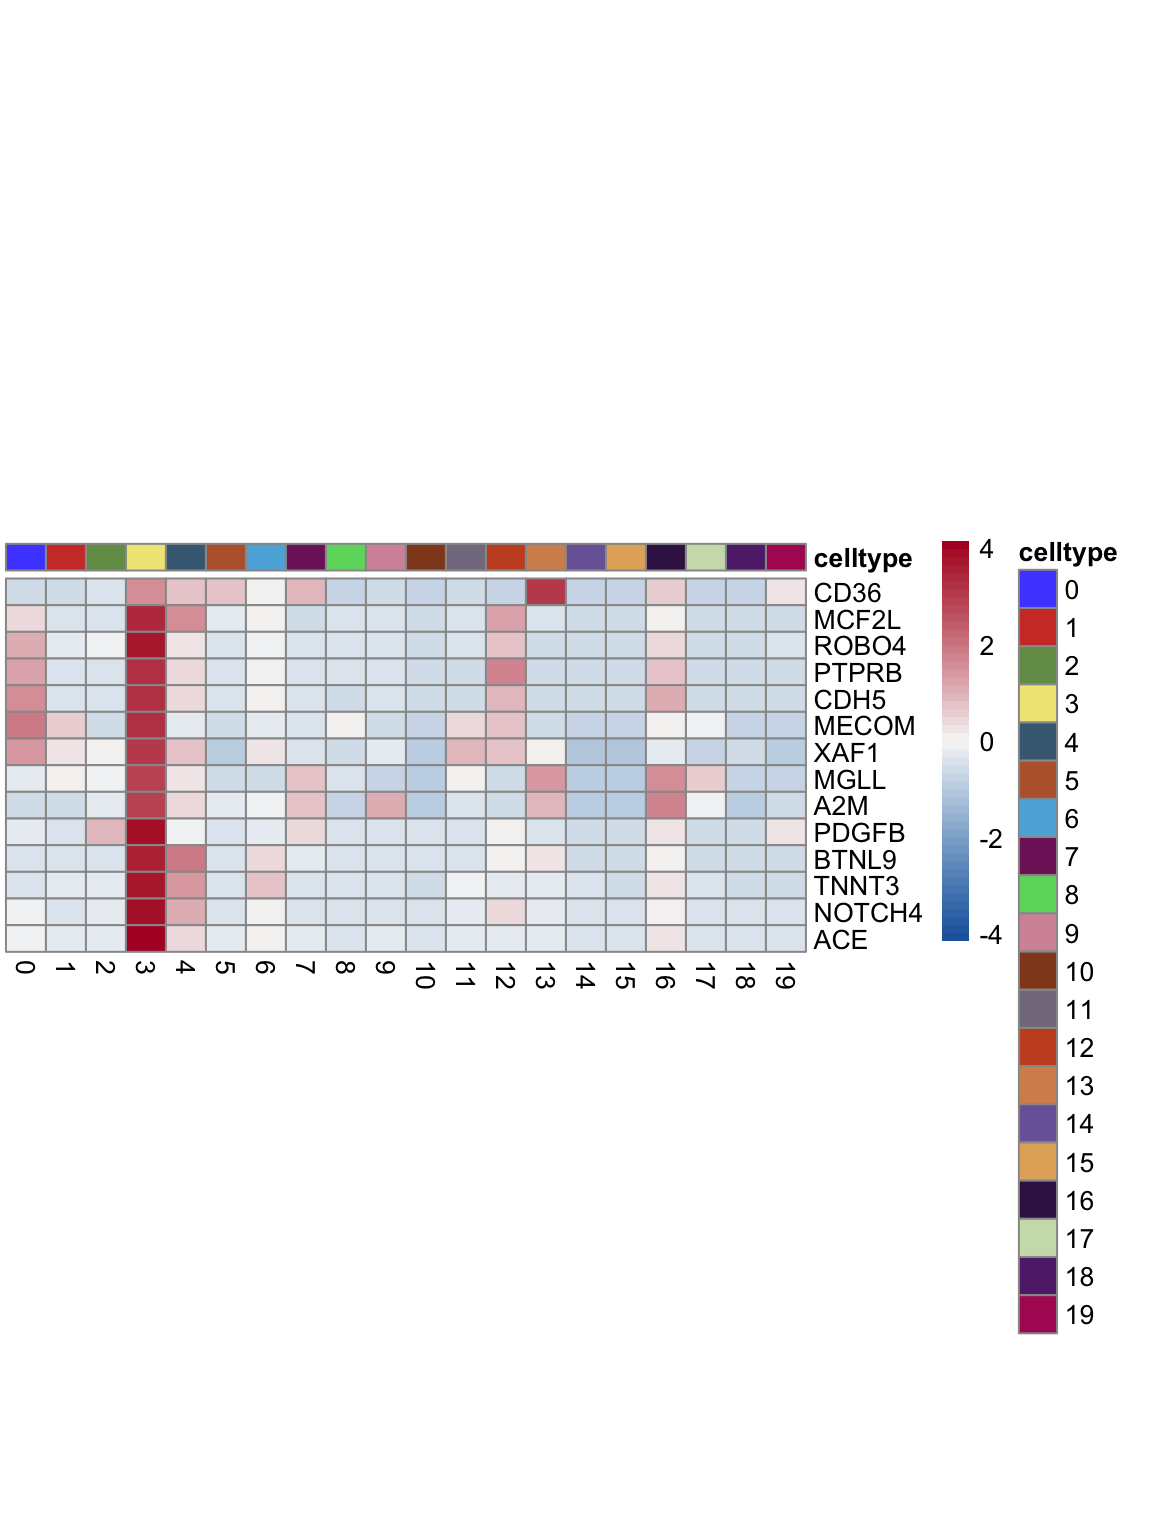 celltype
CD36
MCF2L
ROBO4
PTPRB
CDH5
MECOM
XAF1
MGLL
A2M
PDGFB
BTNL9
TNNT3
NOTCH4
ACE
0 1 2 3 4 5 6 7 8 9 10 11 12 13 14 15 16 17 18 19
4
2
0
-2
-4
celltype
0
1
2
3
4
5
6
7
8
9
10
11
12
13
14
15
16
17
18
19